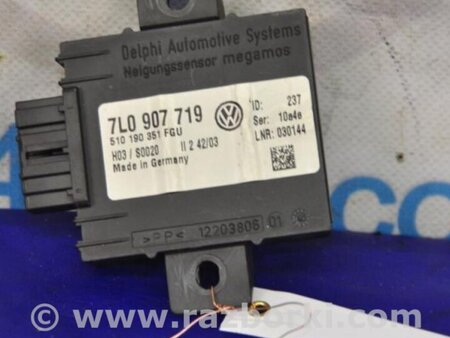 Delphi Automotive Systems
Neigungssensor megamos
7L0 907 719
510 190 351 FGU
H03 / S0020 II 2 42/03
Made in Germany
ID: 237
Ser: 10a4e
LNR: 030144
>PP< 12203806 01
www.razborki.com